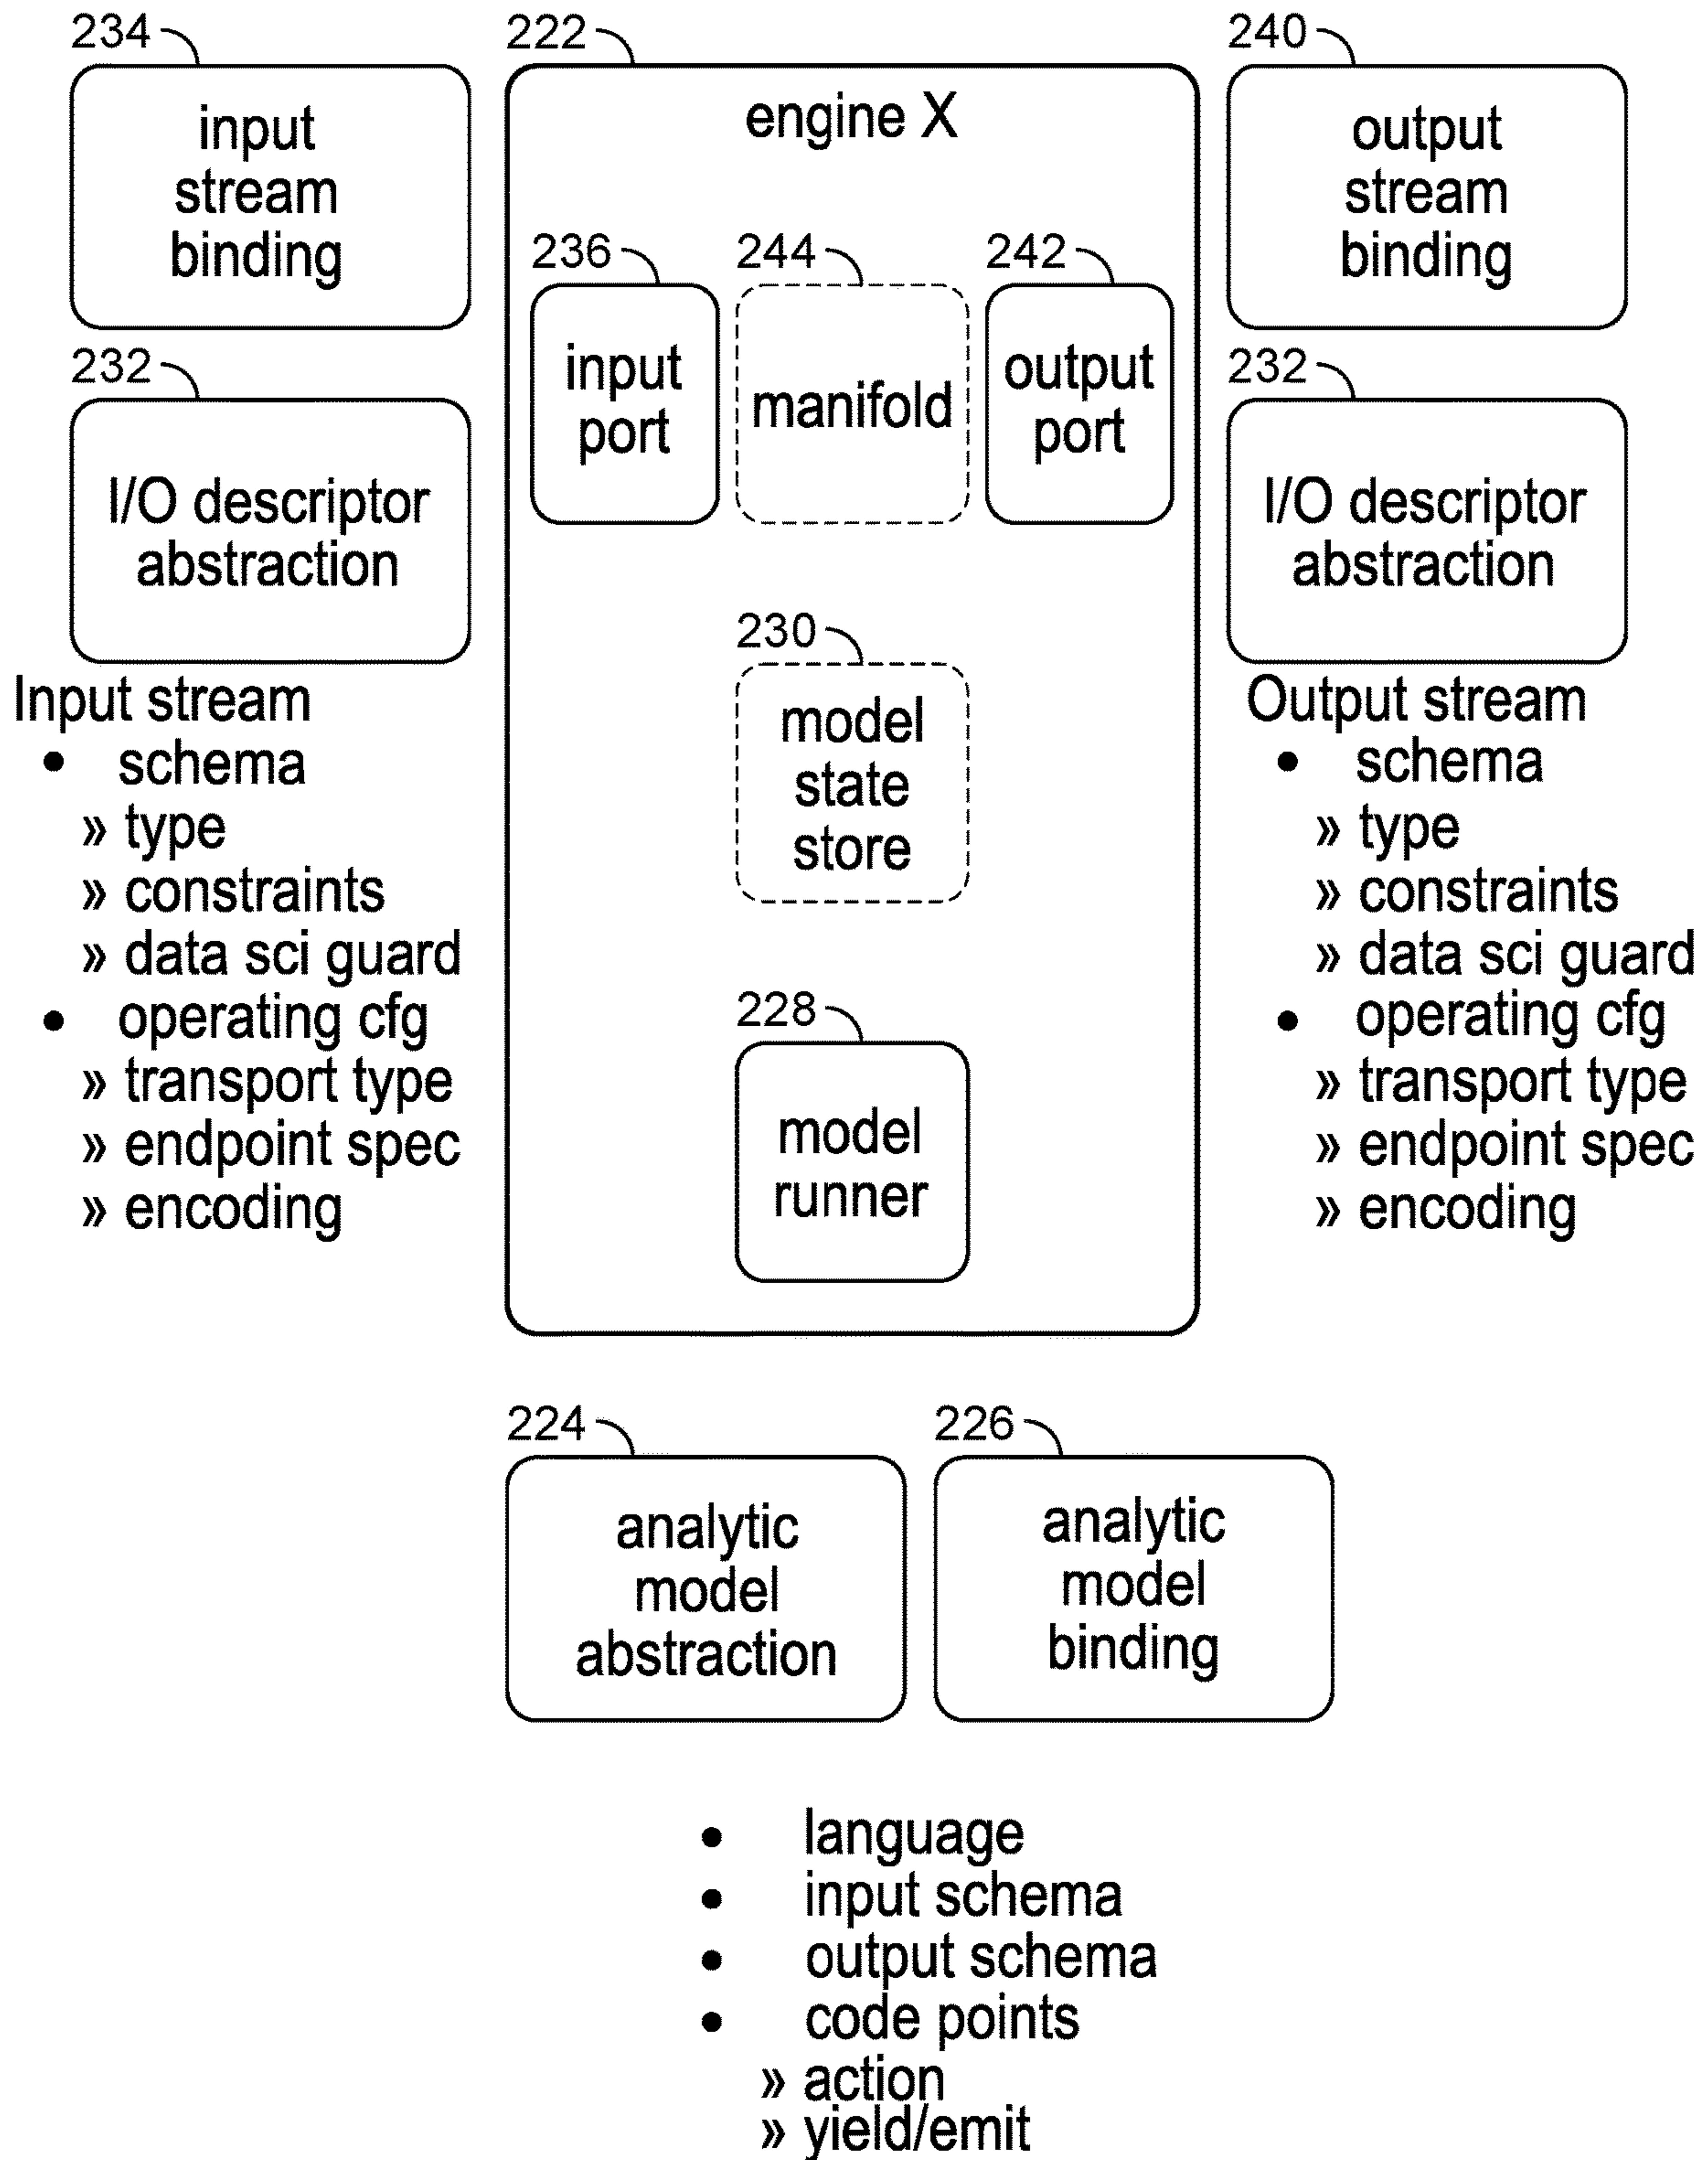 234
input
stream
binding
232
I/O descriptor
abstraction
Input stream
• schema
» type
» constraints
» data sci guard
• operating cfg
» transport type
» endpoint spec
» encoding
222
engine X
236
input
port
244
manifold
242
output
port
230
model
state
store
228
model
runner
240
output
stream
binding
232
I/O descriptor
abstraction
Output stream
• schema
» type
» constraints
» data sci guard
• operating cfg
» transport type
» endpoint spec
» encoding
224
analytic
model
abstraction
226
analytic
model
binding
• language
• input schema
• output schema
• code points
» action
» yield/emit